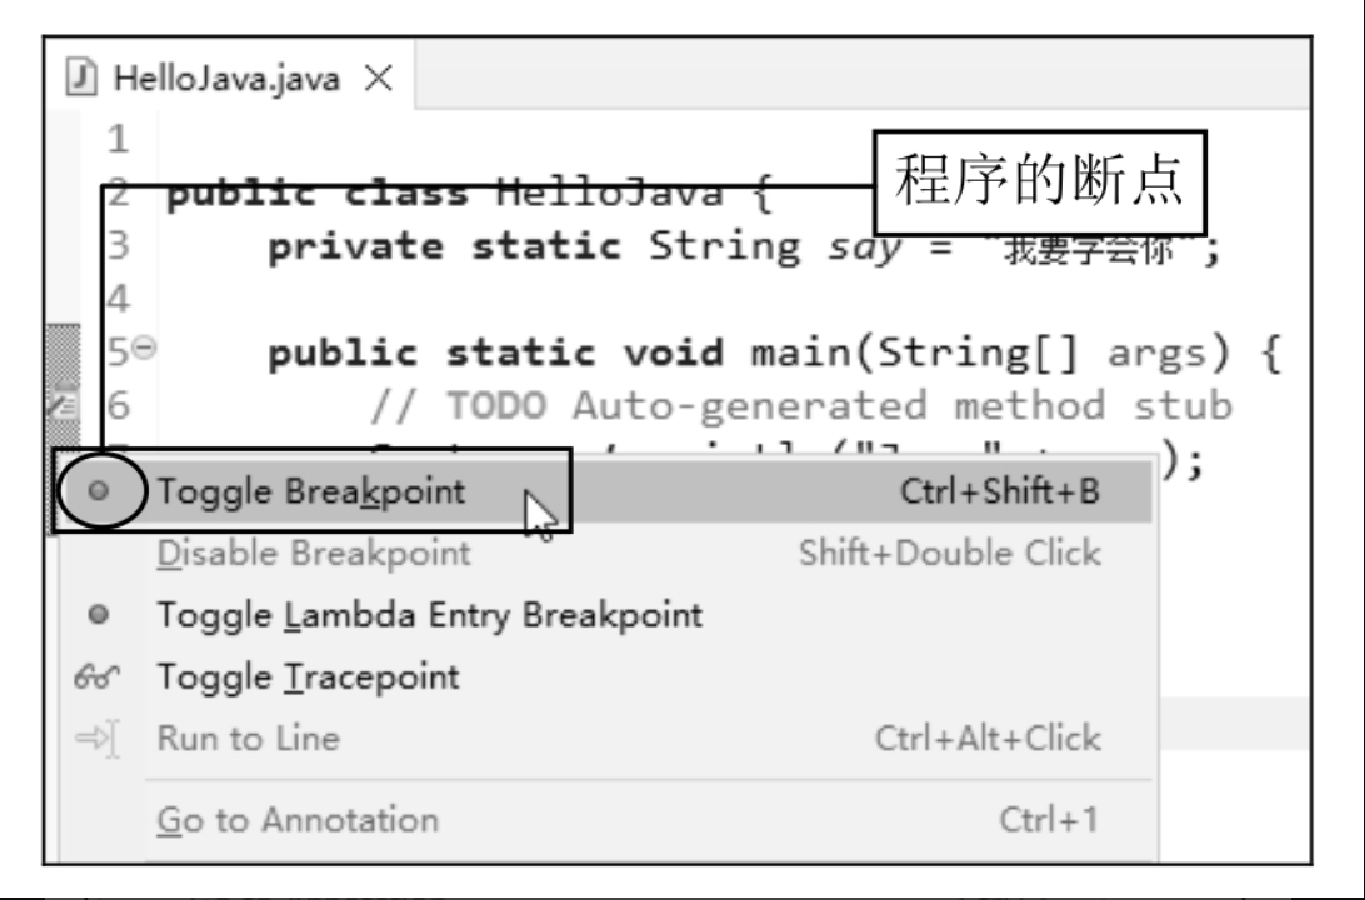 HelloJava.java
1
程序的断点
2 public class HelloJava {
3 private static String say = "我要学会你";
4
5 public static void main(String[] args) {
6 // TODO Auto-generated method stub
);
Toggle Breakpoint Ctrl+Shift+B
Disable Breakpoint Shift+Double Click
Toggle Lambda Entry Breakpoint
Toggle Tracepoint
Run to Line Ctrl+Alt+Click
Go to Annotation Ctrl+1